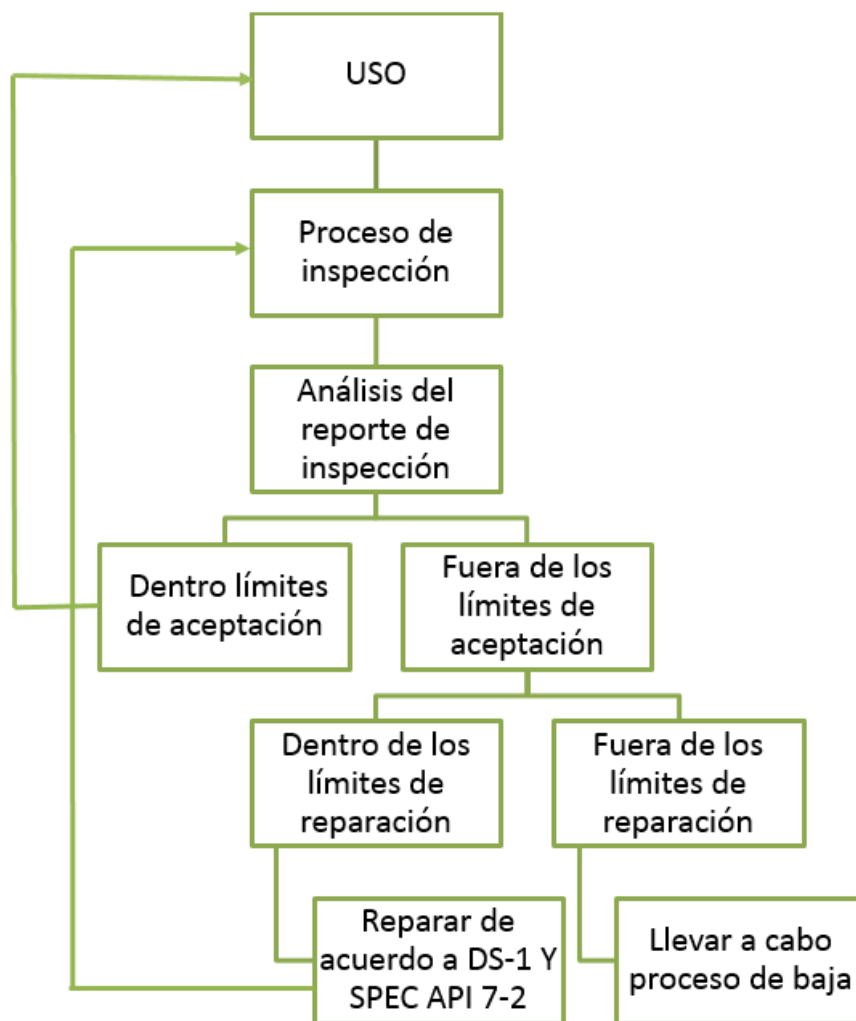 USO
Proceso de
inspección
Análisis del
reporte de
inspección
Dentro límites
de aceptación
Fuera de los
límites de
aceptación
Dentro de los
límites de
reparación
Fuera de los
límites de
reparación
Reparar de
acuerdo a DS-1 Y
SPEC API 7-2
Llevar a cabo
proceso de baja